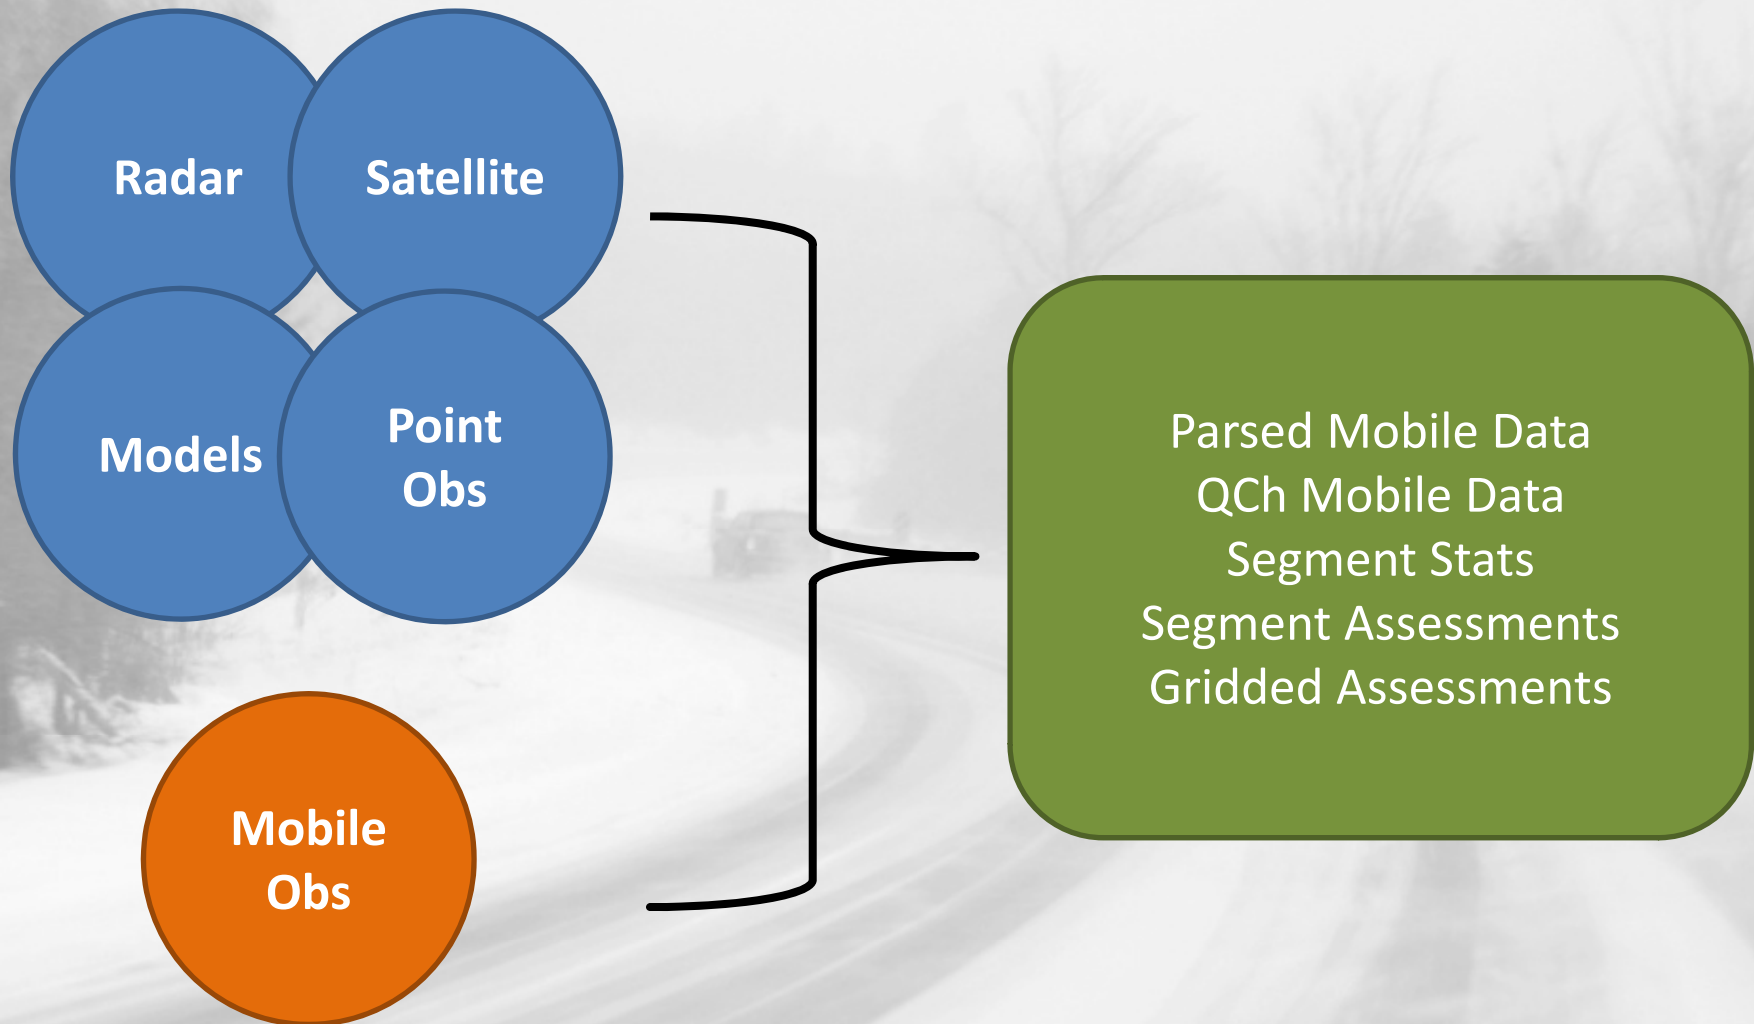 Radar
Satellite
Models
Point
Obs
Mobile
Obs
Parsed Mobile Data
QCh Mobile Data
Segment Stats
Segment Assessments
Gridded Assessments